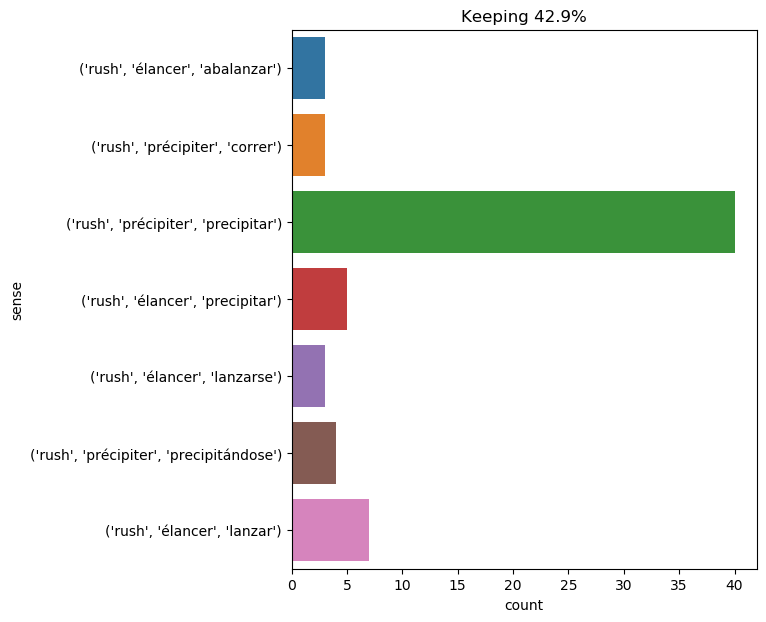 Keeping 42.9%
('rush', 'élancer', 'abalanzar')
('rush', 'précipiter', 'correr')
('rush', 'précipiter', 'precipitar')
('rush', 'élancer', 'precipitar')
('rush', 'élancer', 'lanzarse')
('rush', 'précipiter', 'precipitándose')
('rush', 'élancer', 'lanzar')
sense
0 5 10 15 20 25 30 35 40
count